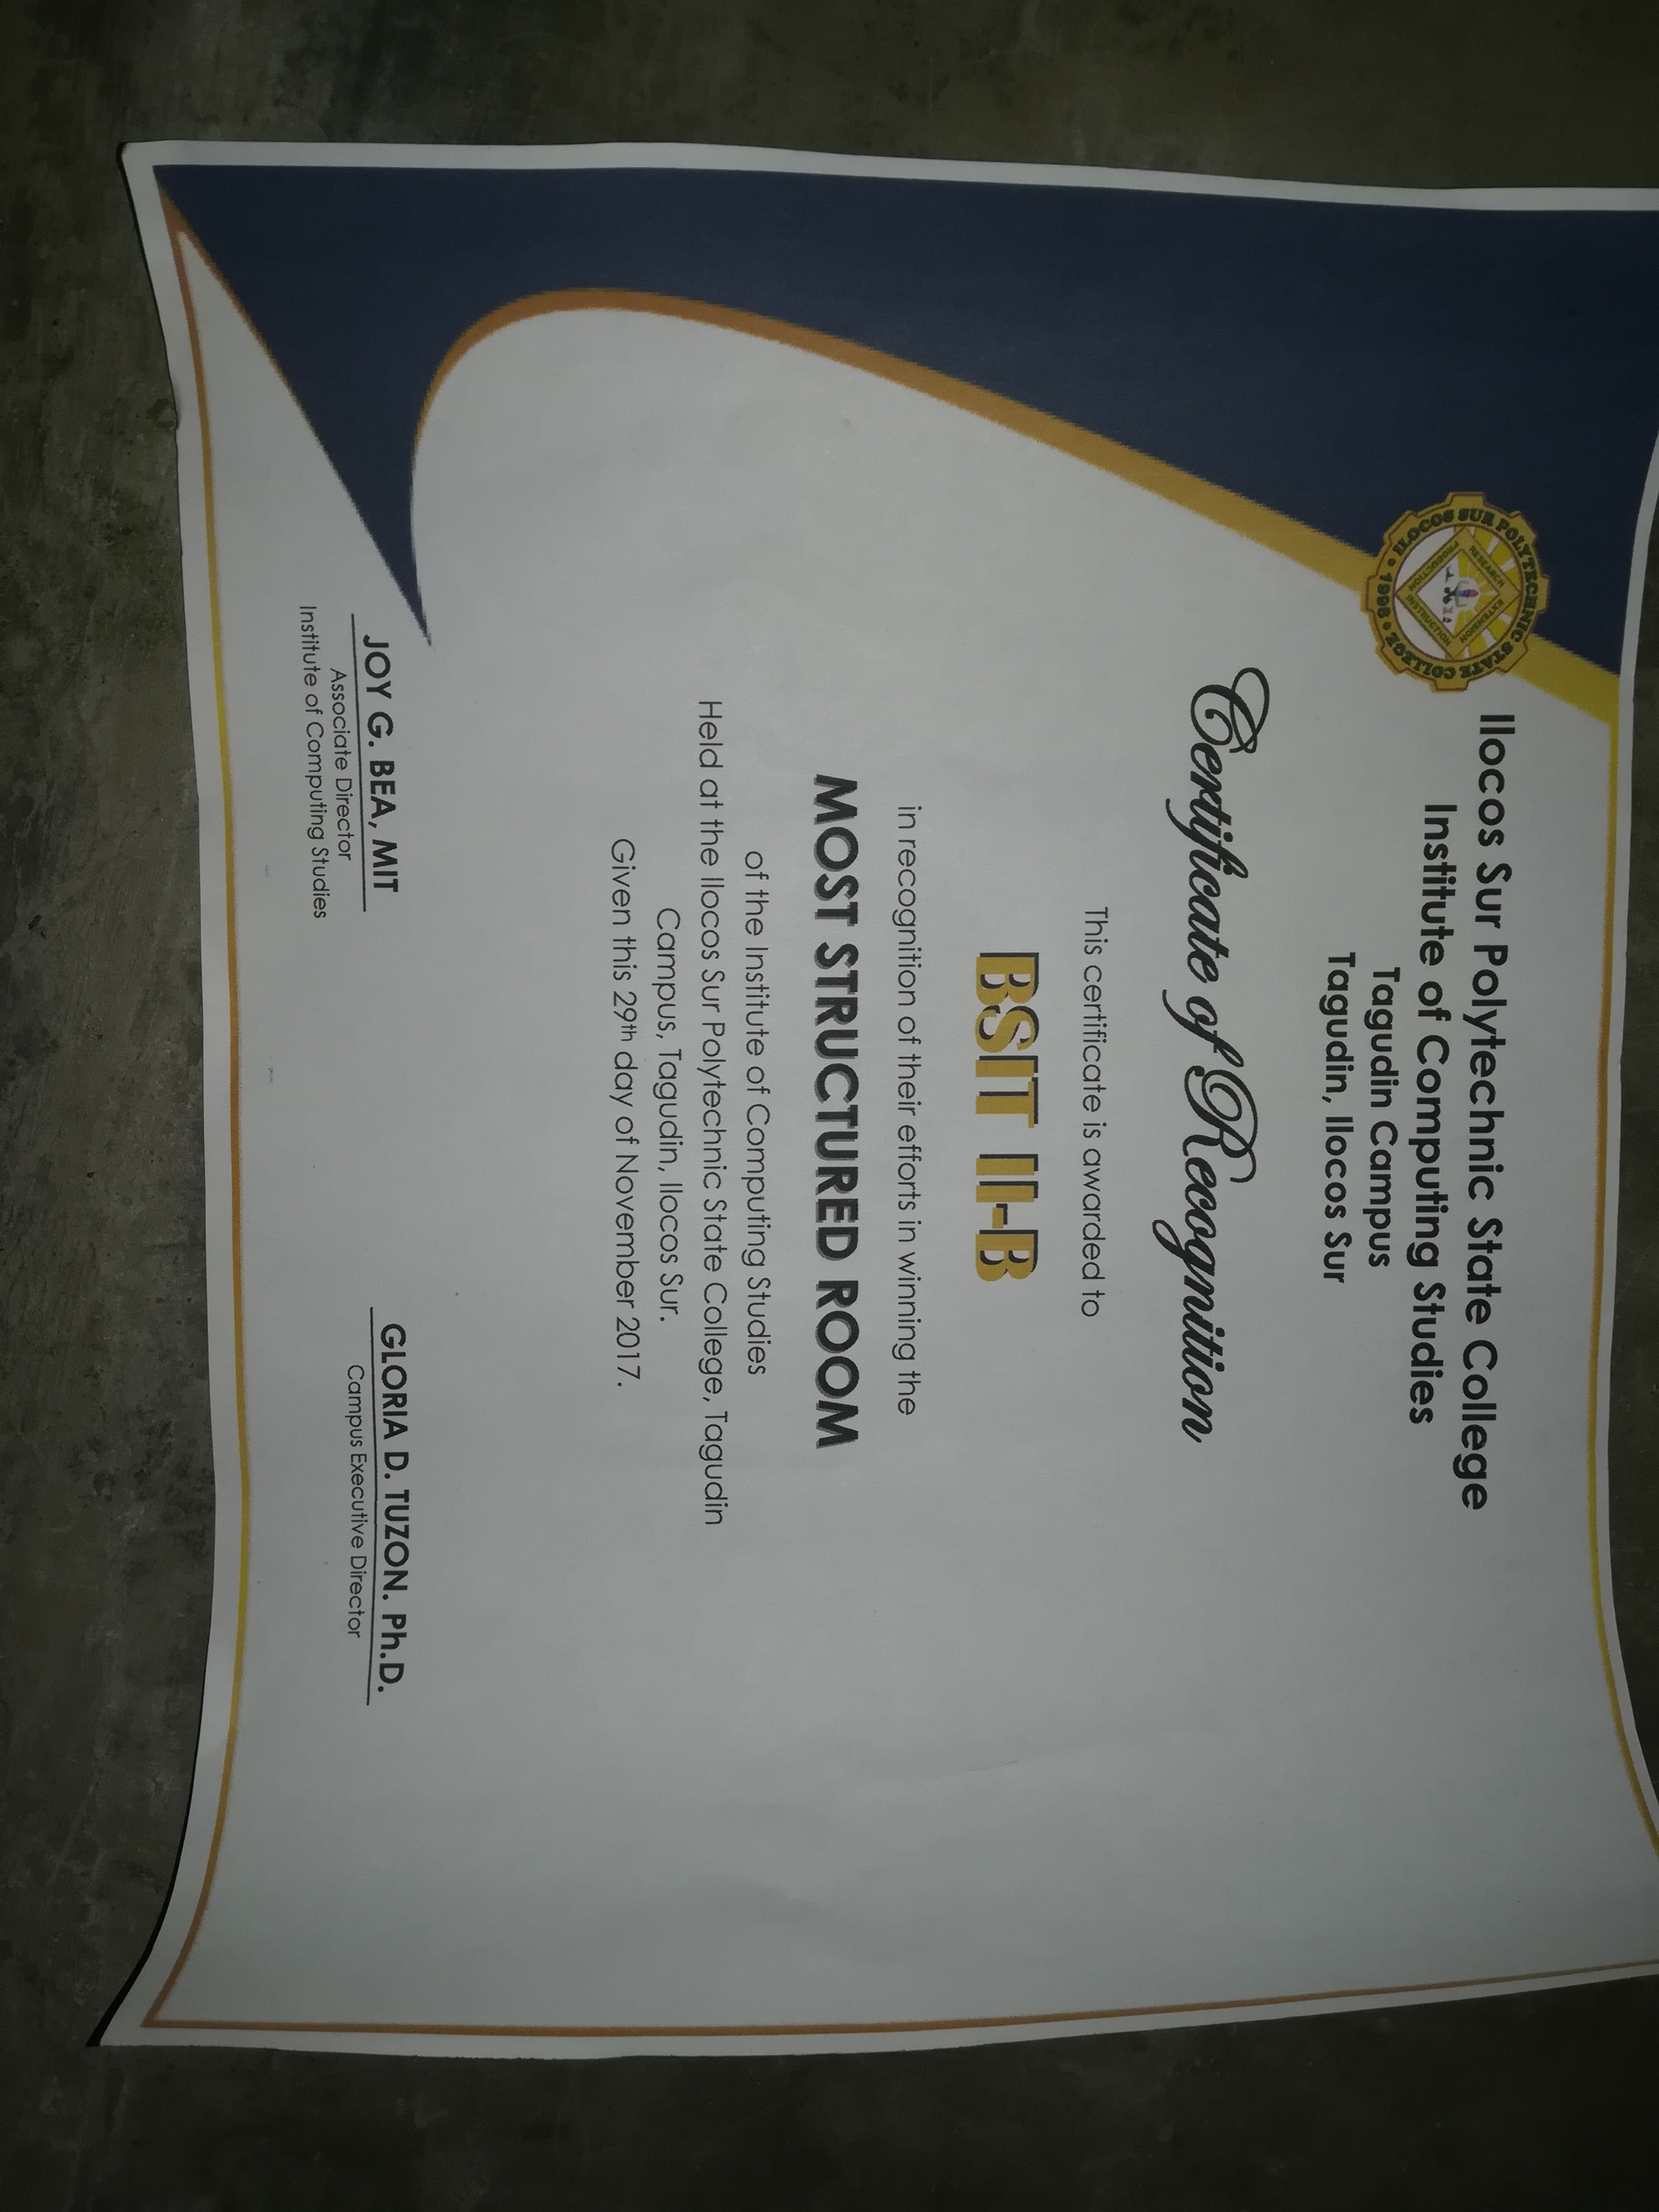 Ilocos Sur Polytechnic State College
Institute of Computing Studies
Tagudin Campus
Tagudin, Ilocos Sur
ILOCOS SUR POLYTECHNIC STATE COLLEGE
1998
RESEARCH
EXTENSION
PRODUCTION
INSTRUCTION
Certificate of Recognition
This certificate is awarded to
BSIT II-B
in recognition of their efforts in winning the
MOST STRUCTURED ROOM
of the Institute of Computing Studies
Held at the Ilocos Sur Polytechnic State College, Tagudin
Campus, Tagudin, Ilocos Sur.
Given this 29th day of November 2017.
JOY G. BEA, MIT
Associate Director
Institute of Computing Studies
GLORIA D. TUZON. Ph.D.
Campus Executive Director